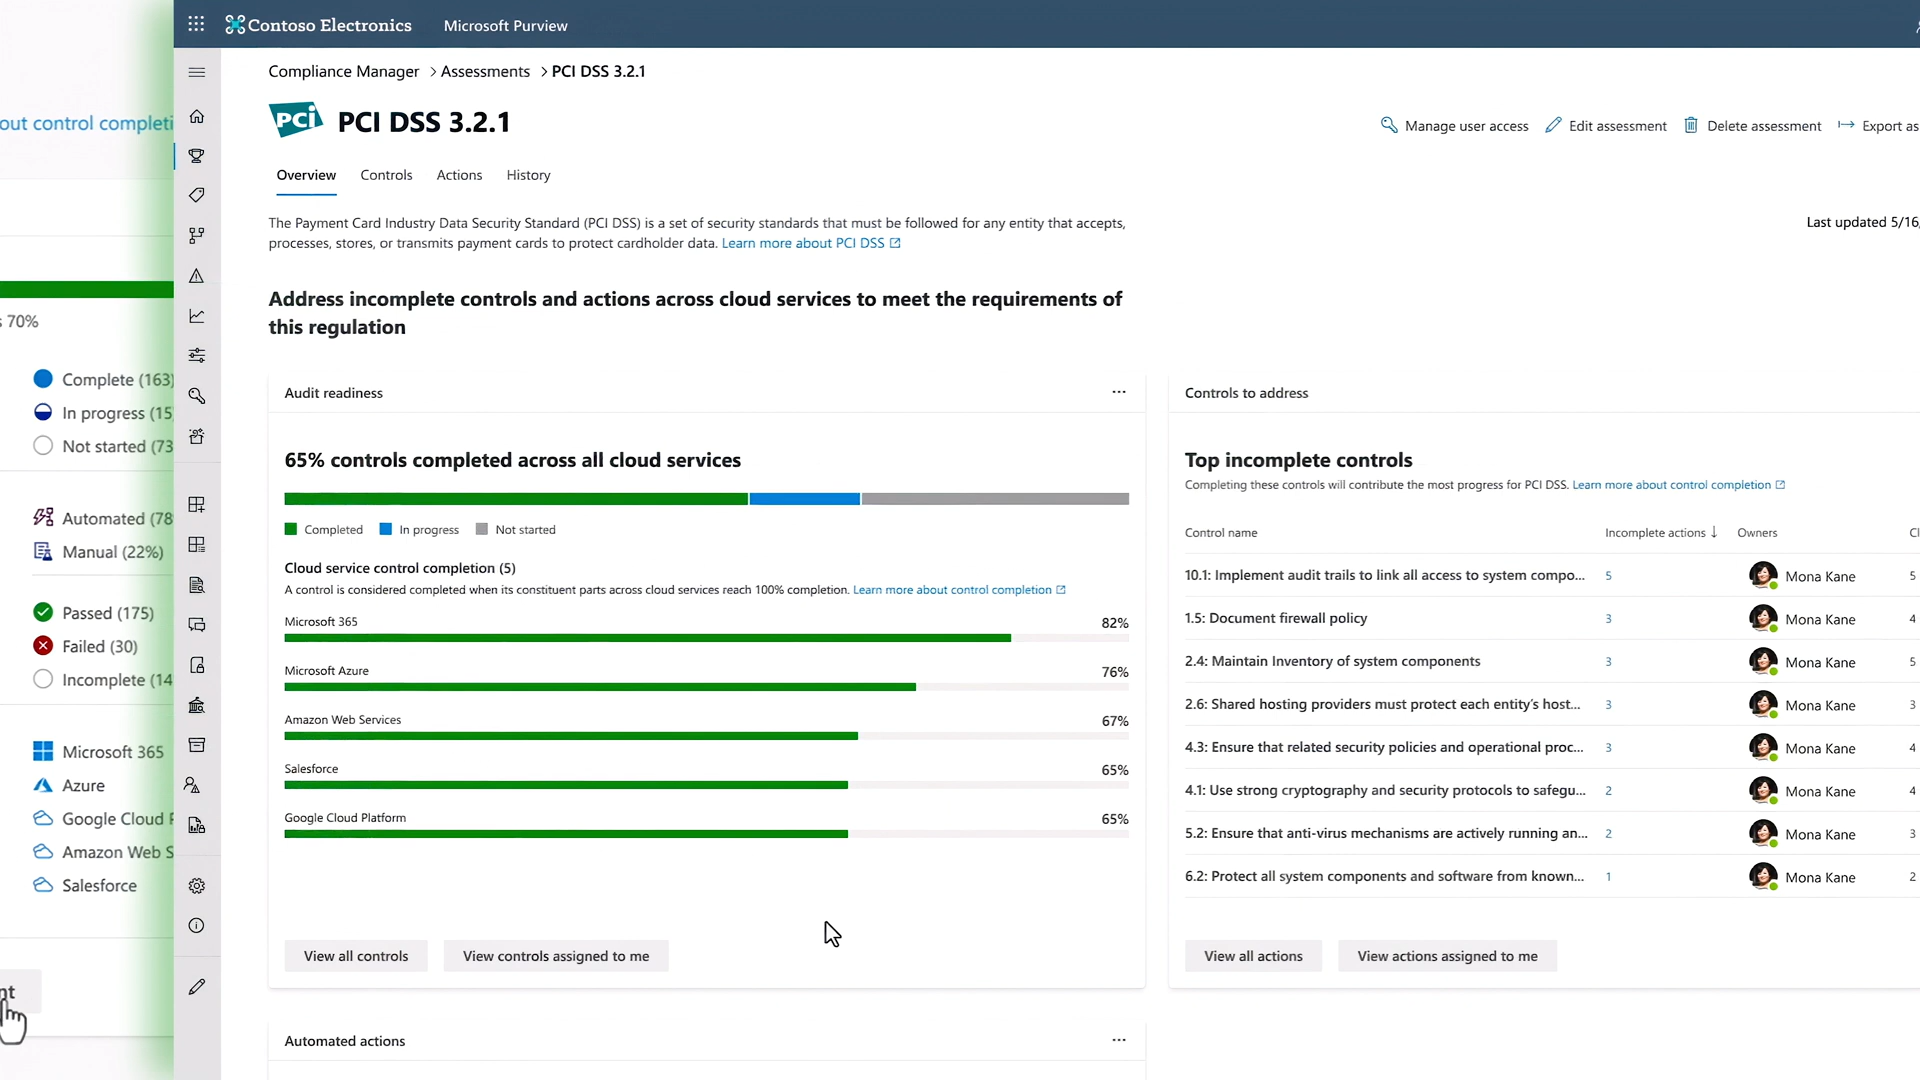 Contoso Electronics
Microsoft Purview
Compliance Manager > Assessments > PCI DSS 3.2.1
PCI
PCI DSS 3.2.1
Manage user access
Edit assessment
Delete assessment
Export as
Overview
Controls
Actions
History
The Payment Card Industry Data Security Standard (PCI DSS) is a set of security standards that must be followed for any entity that accepts,
processes, stores, or transmits payment cards to protect cardholder data. Learn more about PCI DSS
Last updated 5/16,
Address incomplete controls and actions across cloud services to meet the requirements of
this regulation
Audit readiness
65% controls completed across all cloud services
Completed
In progress
Not started
Cloud service control completion (5)
A control is considered completed when its constituent parts across cloud services reach 100% completion. Learn more about control completion
Microsoft 365 82%
Microsoft Azure 76%
Amazon Web Services 67%
Salesforce 65%
Google Cloud Platform 65%
View all controls
View controls assigned to me
Automated actions
Controls to address
Top incomplete controls
Completing these controls will contribute the most progress for PCI DSS. Learn more about control completion
Control name Incomplete actions ↓ Owners
10.1: Implement audit trails to link all access to system compo... 5 Mona Kane 5
1.5: Document firewall policy 3 Mona Kane 4
2.4: Maintain Inventory of system components 3 Mona Kane 5
2.6: Shared hosting providers must protect each entity's host... 3 Mona Kane 3
4.3: Ensure that related security policies and operational proc... 3 Mona Kane 4
4.1: Use strong cryptography and security protocols to safegu... 2 Mona Kane 4
5.2: Ensure that anti-virus mechanisms are actively running an... 2 Mona Kane 3
6.2: Protect all system components and software from known... 1 Mona Kane 2
View all actions
View actions assigned to me
out control completi
70%
Complete (163)
In progress (15
Not started (73
Automated (78
Manual (22%)
Passed (175)
Failed (30)
Incomplete (14
Microsoft 365
Azure
Google Cloud
Amazon Web S
Salesforce